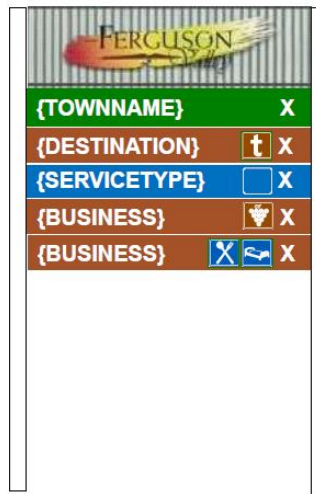 FERGUSON
Valley
{TOWNNAME} X
{DESTINATION} t X
{SERVICETYPE} X
{BUSINESS} X
{BUSINESS} X